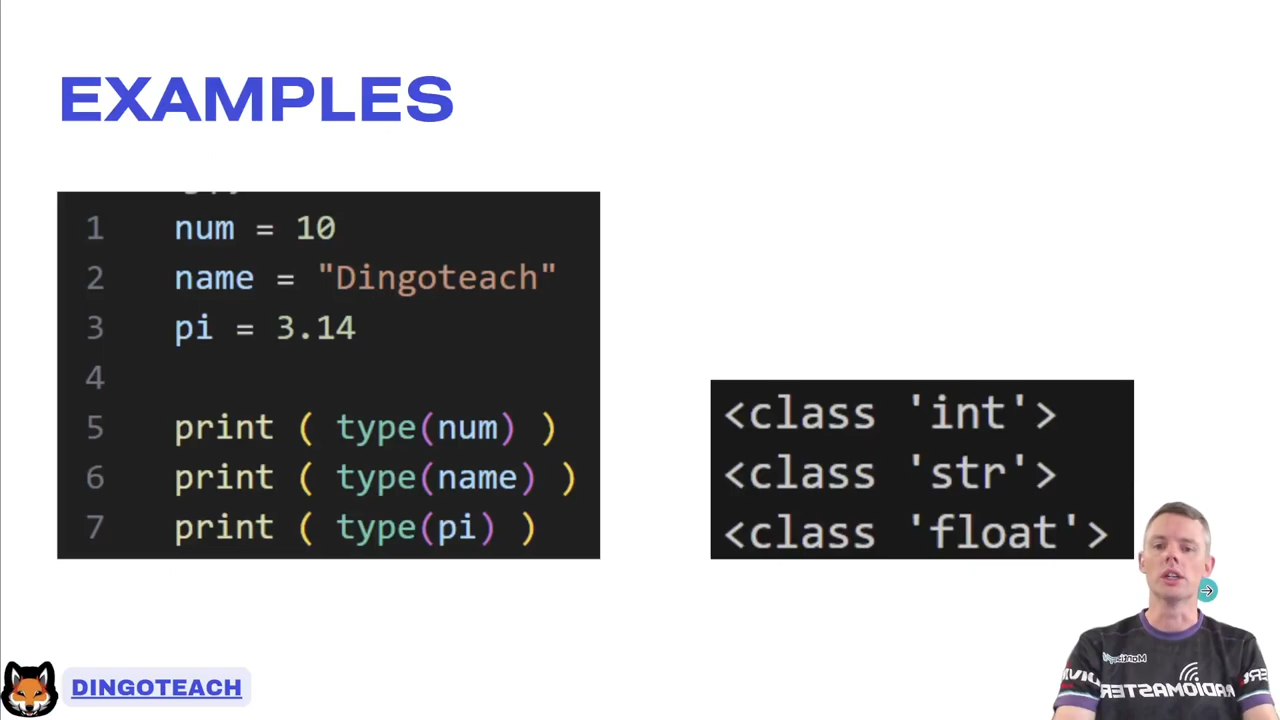 EXAMPLES
1 num = 10
2 name = "Dingoteach"
3 pi = 3.14
4
5 print ( type(num) )
6 print ( type(name) )
7 print ( type(pi) )
<class 'int'>
<class 'str'>
<class 'float'>
RADIOMASTER
DINGOTEACH